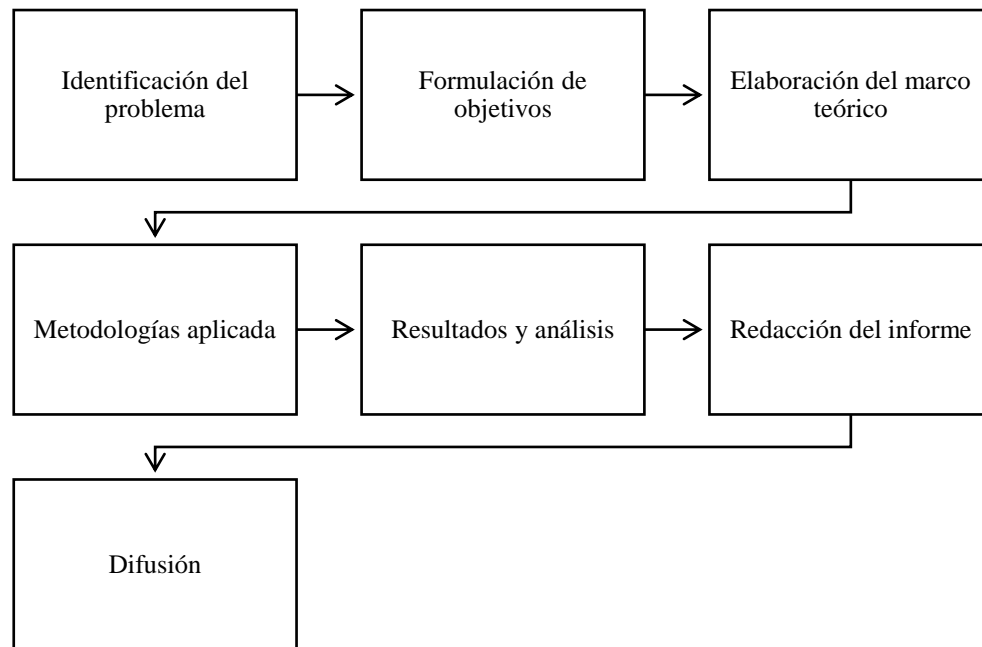 Identificación del
problema
Formulación de
objetivos
Elaboración del marco
teórico
Metodologías aplicada
Resultados y análisis
Redacción del informe
Difusión